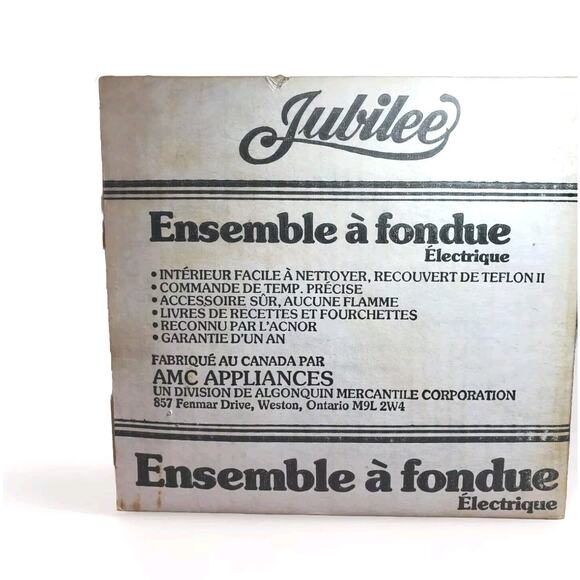 Jubilee
Ensemble à fondue
Électrique
• INTÉRIEUR FACILE À NETTOYER, RECOUVERT DE TEFLON II
• COMMANDE DE TEMP. PRÉCISE
• ACCESSOIRE SÛR, AUCUNE FLAMME
• LIVRES DE RECETTES ET FOURCHETTES
• RECONNU PAR L'ACNOR
• GARANTIE D'UN AN
FABRIQUÉ AU CANADA PAR
AMC APPLIANCES
UN DIVISION DE ALGONQUIN MERCANTILE CORPORATION
857 Fenmar Drive, Weston, Ontario M9L 2W4
Ensemble à fondue
Électrique